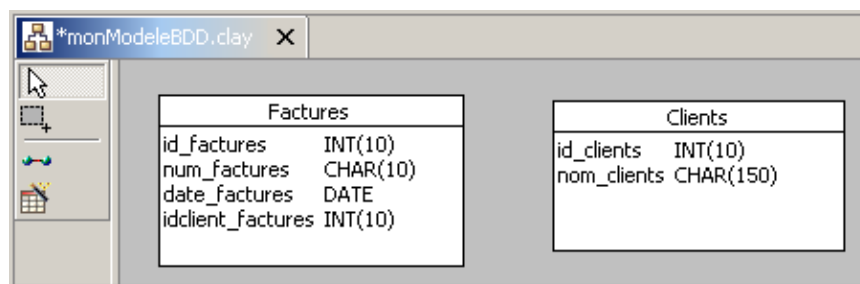 *monModeleBDD.clay
Factures
id_factures INT(10)
num_factures CHAR(10)
date_factures DATE
idclient_factures INT(10)
Clients
id_clients INT(10)
nom_clients CHAR(150)